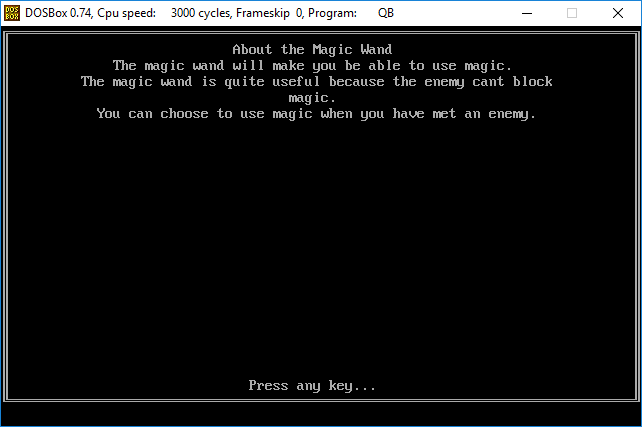 DOS BOX
DOSBox 0.74, Cpu speed: 3000 cycles, Frameskip 0, Program: QB
About the Magic Wand
The magic wand will make you be able to use magic.
The magic wand is quite useful because the enemy cant block
magic.
You can choose to use magic when you have met an enemy.
Press any key...